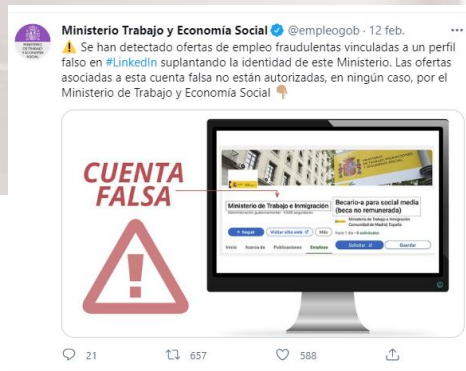 Ministerio Trabajo y Economía Social @empleogob · 12 feb.
⚠ Se han detectado ofertas de empleo fraudulentas vinculadas a un perfil
falso en #LinkedIn suplantando la identidad de este Ministerio. Las ofertas
asociadas a esta cuenta falsa no están autorizadas, en ningún caso, por el
Ministerio de Trabajo y Economía Social 👇🏼
CUENTA
FALSA
Ministerio de Trabajo e Inmigración
+ Seguir
Visitar sitio web
Más
Inicio
Acerca de
Publicaciones
Empleos
Becario-a para social media
(beca no remunerada)
Ministerio de Trabajo e Inmigración
Comunidad de Madrid, España
Solicitar
Guardar
21
657
588